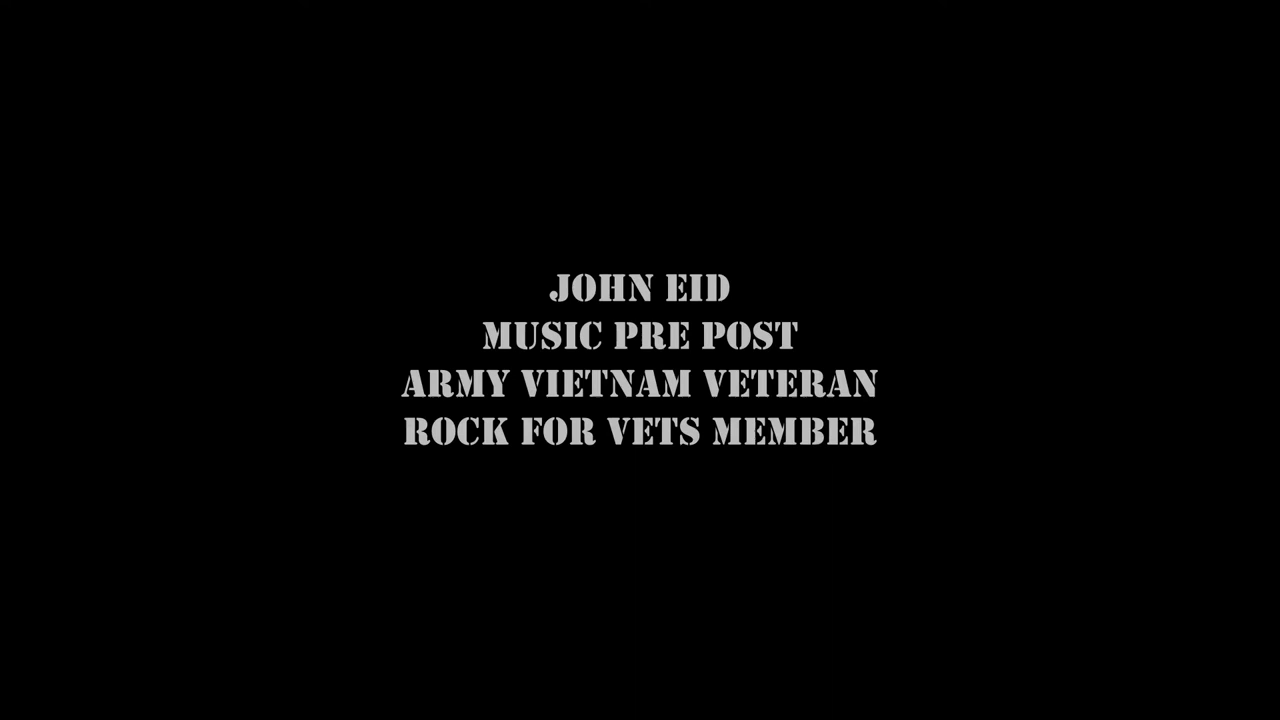 JOHN EID
MUSIC PRE POST
ARMY VIETNAM VETERAN
ROCK FOR VETS MEMBER